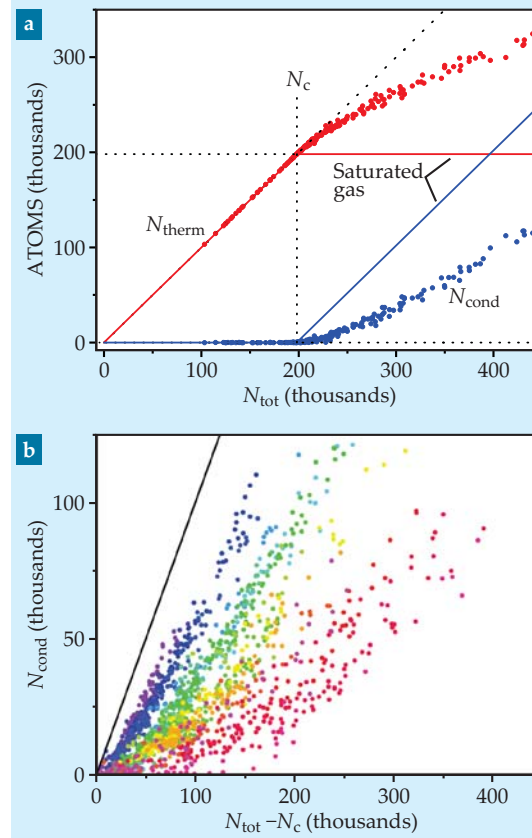 a
300
200
100
0
ATOMS (thousands)
N_c
Saturated
gas
N_therm
N_cond
100
200
300
400
N_tot (thousands)
b
100
50
0
N_cond (thousands)
0
100
200
300
400
N_tot − N_c (thousands)